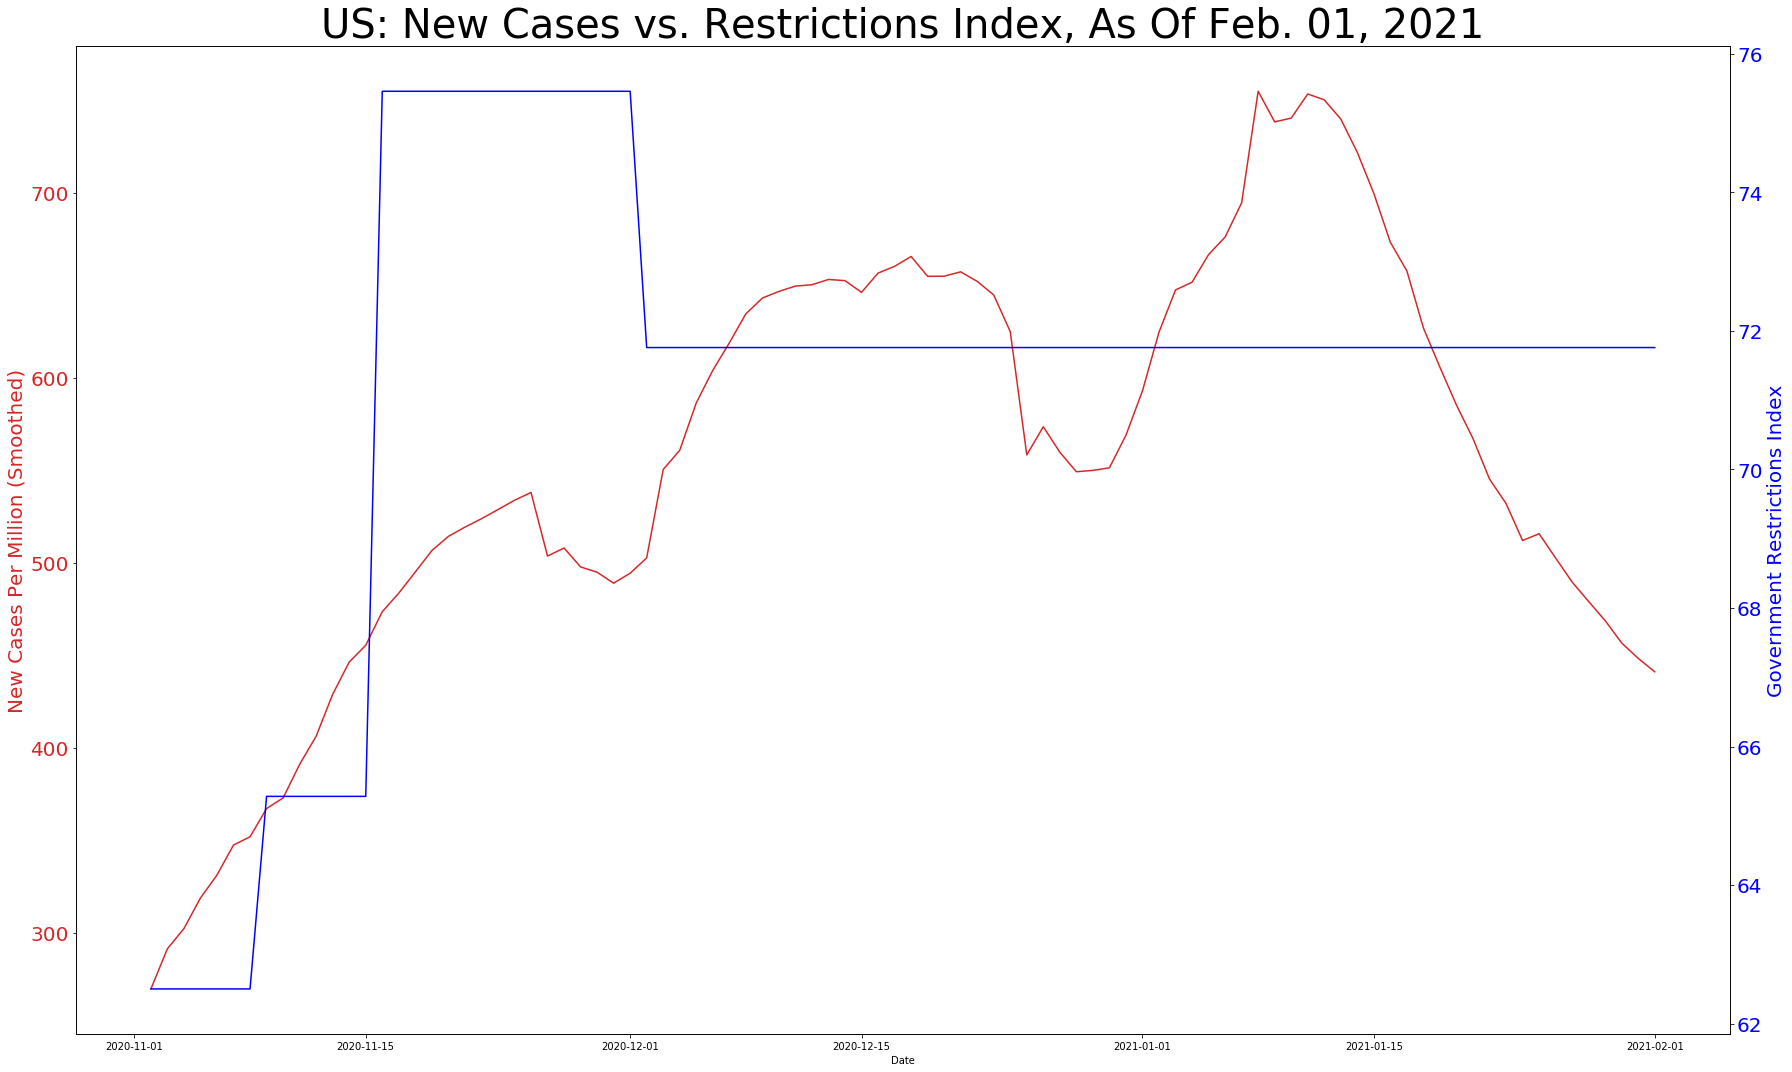 US: New Cases vs. Restrictions Index, As Of Feb. 01, 2021
New Cases Per Million (Smoothed)
700
600
500
400
300
76
74
72
70
68
66
64
62
Government Restrictions Index
2020-11-01 2020-11-15 2020-12-01 2020-12-15 2021-01-01 2021-01-15 2021-02-01
Date